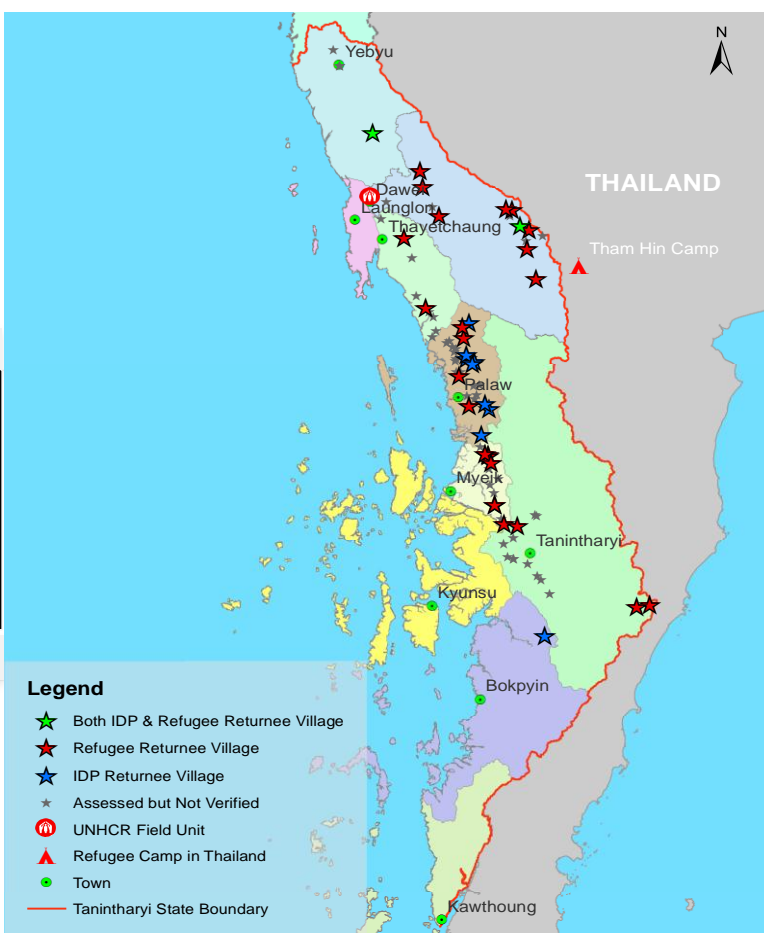 N
Yebyu
THAILAND
Dawei
Launglon
Thayetchaung
Tham Hin Camp
Palaw
Myeik
Tanintharyi
Kyunsu
Bokpyin
Legend
Both IDP & Refugee Returnee Village
Refugee Returnee Village
IDP Returnee Village
Assessed but Not Verified
UNHCR Field Unit
Refugee Camp in Thailand
Town
Tanintharyi State Boundary
Kawthoung